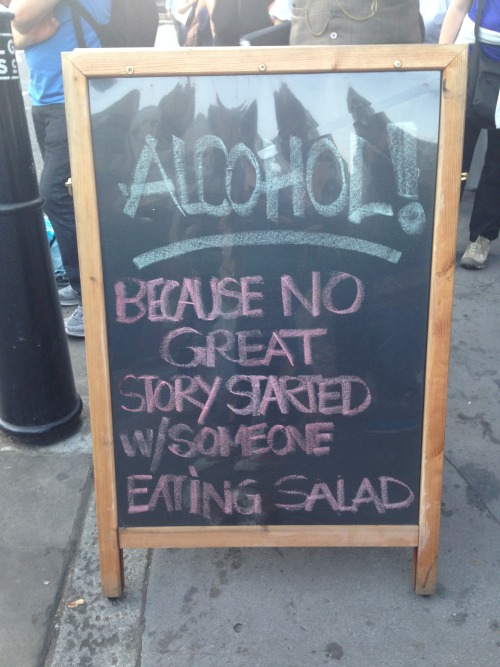 ALCOHOL!
BECAUSE NO
GREAT
STORY STARTED
W/SOMEONE
EATiNG SALAD